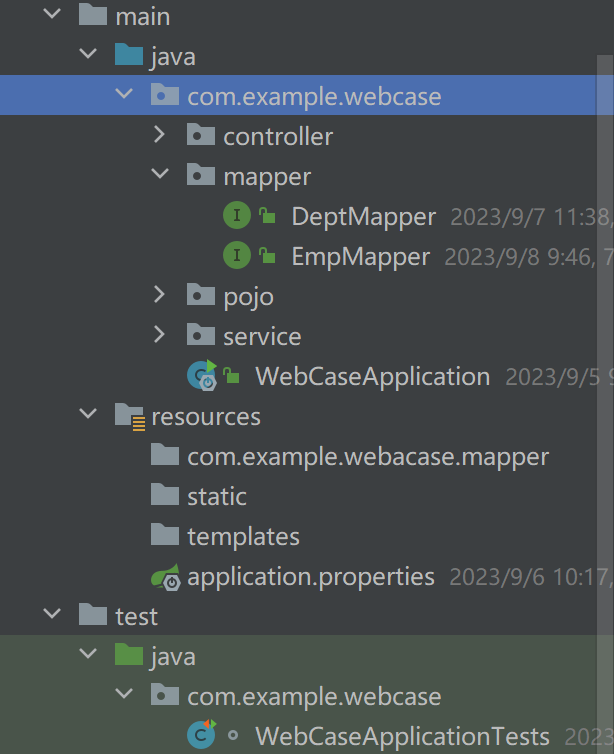 main
java
com.example.webcase
controller
mapper
DeptMapper 2023/9/7 11:38,
EmpMapper 2023/9/8 9:46, 7
pojo
service
WebCaseApplication 2023/9/5 9
resources
com.example.webacase.mapper
static
templates
application.properties 2023/9/6 10:17,
test
java
com.example.webcase
WebCaseApplicationTests 2023